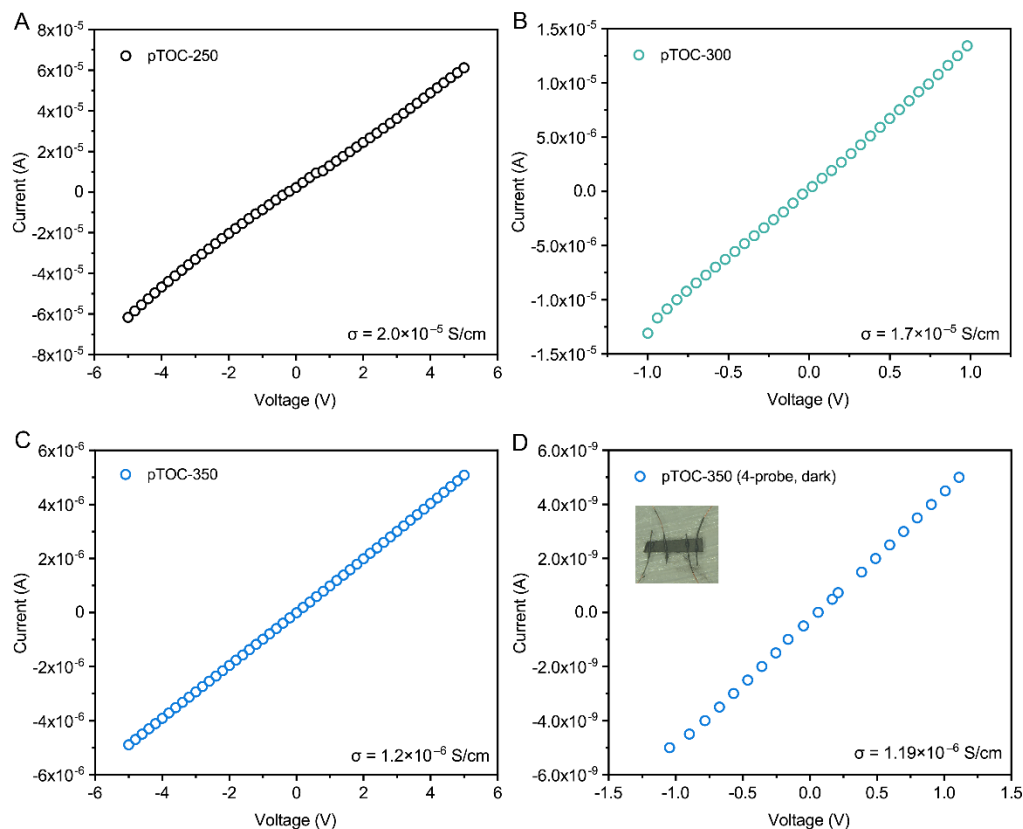 A
pTOC-250
8x10⁻⁵
6x10⁻⁵
4x10⁻⁵
2x10⁻⁵
0
-2x10⁻⁵
-4x10⁻⁵
-6x10⁻⁵
-8x10⁻⁵
Current (A)
σ = 2.0×10⁻⁵ S/cm
-6 -4 -2 0 2 4 6
Voltage (V)
B
pTOC-300
1.5x10⁻⁵
1.0x10⁻⁵
5.0x10⁻⁶
0.0
-5.0x10⁻⁶
-1.0x10⁻⁵
-1.5x10⁻⁵
Current (A)
σ = 1.7×10⁻⁵ S/cm
-1.0 -0.5 0.0 0.5 1.0
Voltage (V)
C
pTOC-350
6x10⁻⁶
4x10⁻⁶
2x10⁻⁶
0
-2x10⁻⁶
-4x10⁻⁶
-6x10⁻⁶
Current (A)
σ = 1.2×10⁻⁶ S/cm
-6 -4 -2 0 2 4 6
Voltage (V)
D
pTOC-350 (4-probe, dark)
6.0x10⁻⁹
4.0x10⁻⁹
2.0x10⁻⁹
0.0
-2.0x10⁻⁹
-4.0x10⁻⁹
-6.0x10⁻⁹
Current (A)
σ = 1.19×10⁻⁶ S/cm
-1.5 -1.0 -0.5 0.0 0.5 1.0 1.5
Voltage (V)